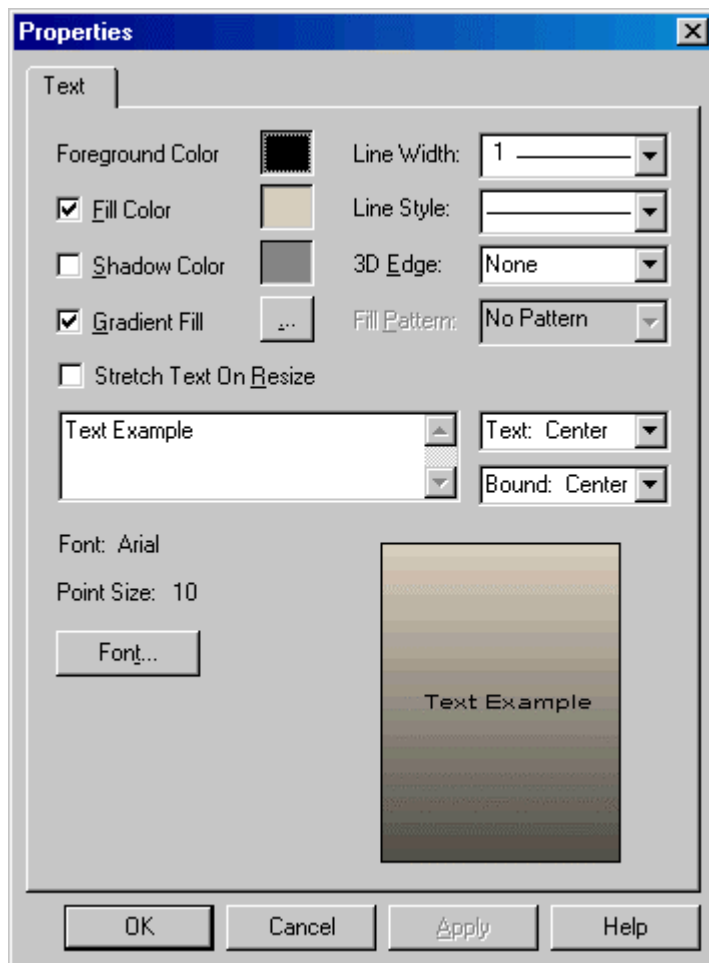 Properties
Text
Foreground Color
Line Width:
1
Fill Color
Line Style:
Shadow Color
3D Edge:
None
Gradient Fill
...
Fill Pattern:
No Pattern
Stretch Text On Resize
Text Example
Text: Center
Bound: Center
Font: Arial
Point Size: 10
Font...
Text Example
OK
Cancel
Apply
Help